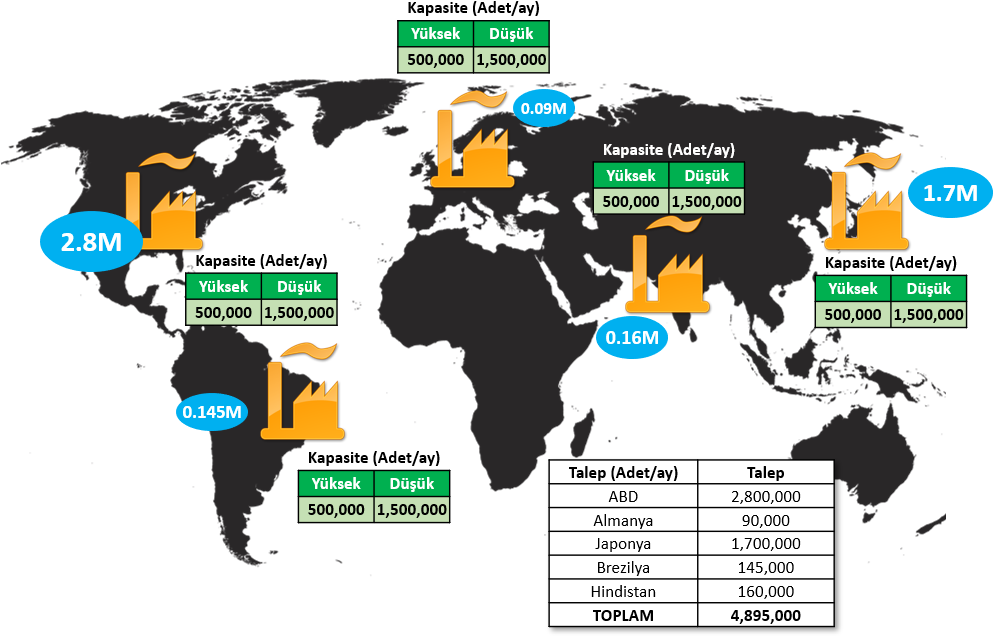 Kapasite (Adet/ay)
Yüksek Düşük
500,000 1,500,000
0.09M
Kapasite (Adet/ay)
Yüksek Düşük
500,000 1,500,000
1.7M
2.8M
Kapasite (Adet/ay)
Yüksek Düşük
500,000 1,500,000
Kapasite (Adet/ay)
Yüksek Düşük
500,000 1,500,000
0.16M
0.145M
Kapasite (Adet/ay)
Yüksek Düşük
500,000 1,500,000
Talep (Adet/ay) Talep
ABD 2,800,000
Almanya 90,000
Japonya 1,700,000
Brezilya 145,000
Hindistan 160,000
TOPLAM 4,895,000